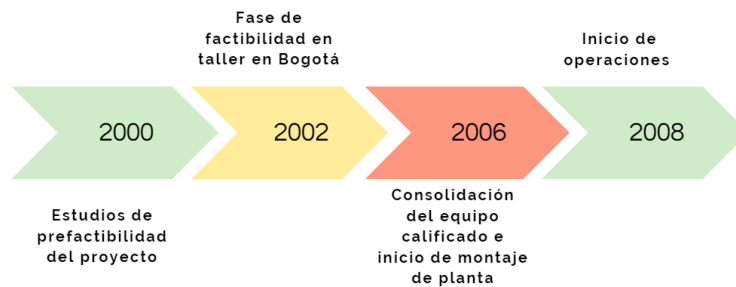 2000
Estudios de
prefactibilidad
del proyecto
Fase de
factibilidad en
taller en Bogotá
2002
2006
Consolidación
del equipo
calificado e
inicio de montaje
de planta
Inicio de
operaciones
2008